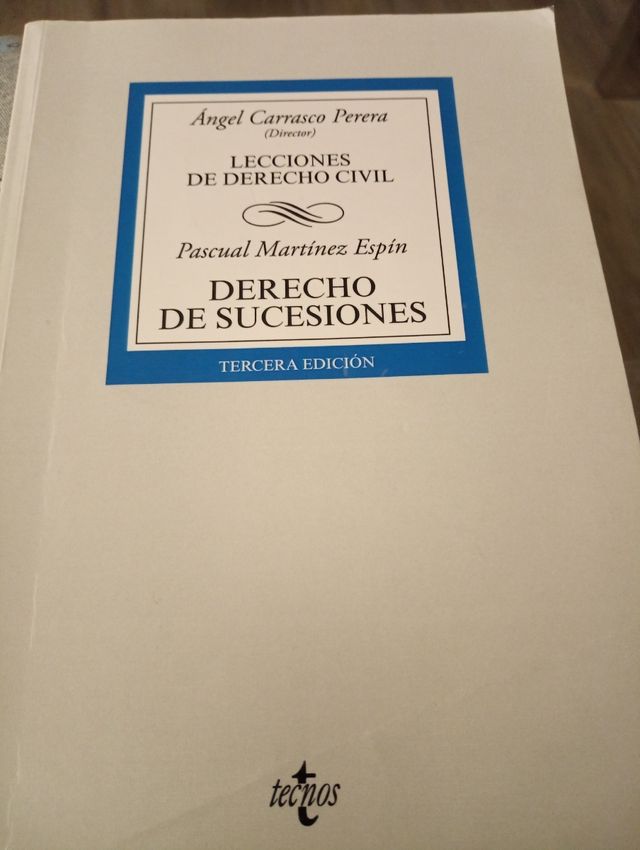 Ángel Carrasco Perera
(Director)
LECCIONES
DE DERECHO CIVIL
Pascual Martínez Espín
DERECHO
DE SUCESIONES
TERCERA EDICIÓN
tecnos